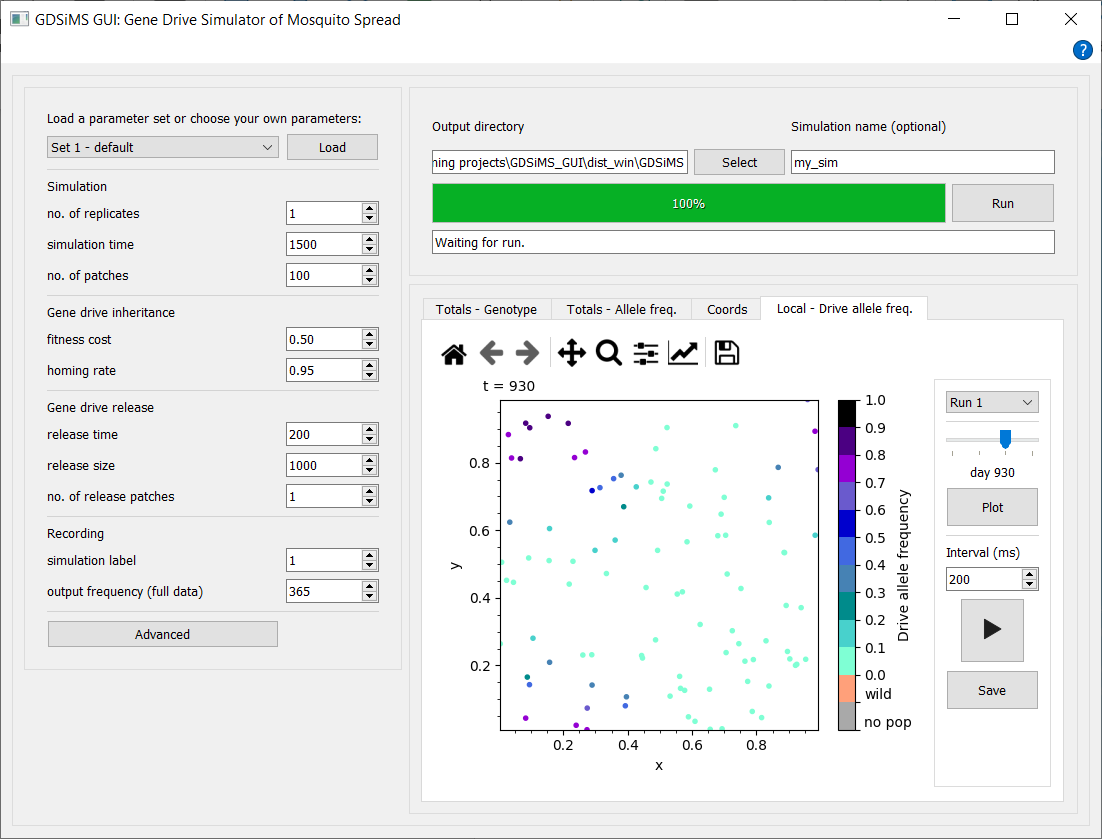 GDSiMS GUI: Gene Drive Simulator of Mosquito Spread
?
Load a parameter set or choose your own parameters:
Set 1 - default
Load
Simulation
no. of replicates
1
simulation time
1500
no. of patches
100
Gene drive inheritance
fitness cost
0.50
homing rate
0.95
Gene drive release
release time
200
release size
1000
no. of release patches
1
Recording
simulation label
1
output frequency (full data)
365
Advanced
Output directory
Simulation name (optional)
ning projects\GDSiMS_GUI\dist_win\GDSiMS
Select
my_sim
100%
Run
Waiting for run.
Totals - Genotype
Totals - Allele freq.
Coords
Local - Drive allele freq.
t = 930
0.8
0.6
0.4
0.2
y
0.2
0.4
0.6
0.8
x
1.0
0.9
0.8
0.7
0.6
0.5
0.4
0.3
0.2
0.1
0.0
wild
no pop
Drive allele frequency
Run 1
day 930
Plot
Interval (ms)
200
Save